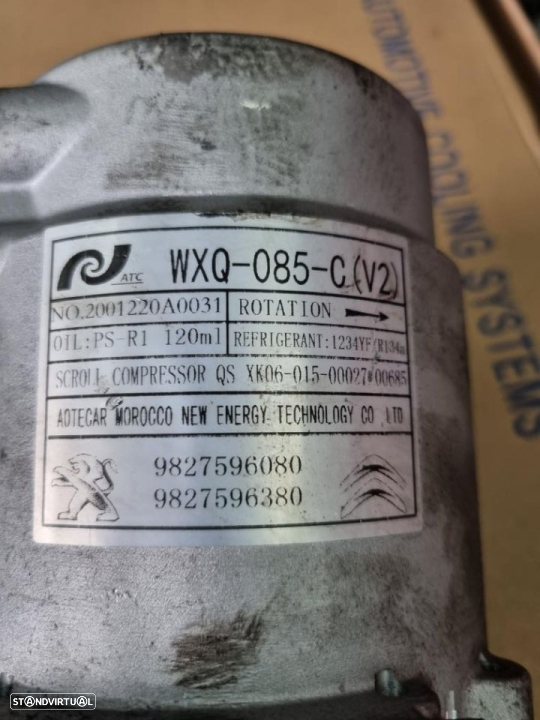 AUTOMOTIVE COOLING SYSTEMS
ATC
WXQ-085-C(V2)
NO.2001220A0031
ROTATION
OIL:PS-R1 120ml
REFRIGERANT:1234YF/R134a
SCROLL COMPRESSOR QS XK06-015-00027#00685
AOTECAR MOROCCO NEW ENERGY TECHNOLOGY CO.,LTD
9827596080
9827596380
STANDVIRTUAL